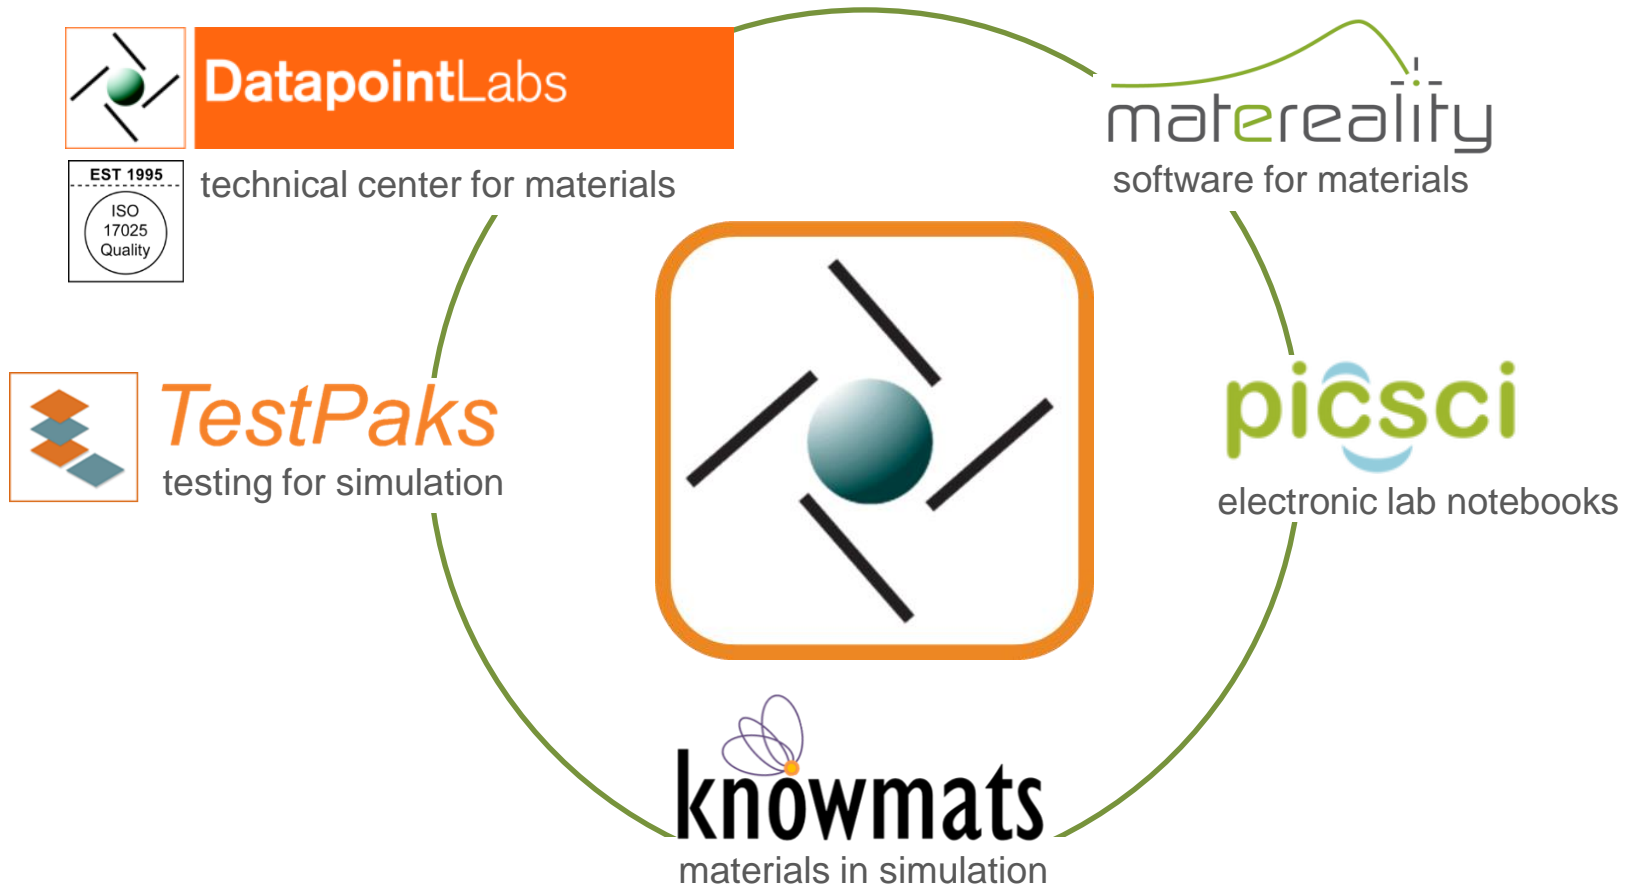 DatapointLabs
technical center for materials
EST 1995
ISO
17025
Quality
matereality
software for materials
TestPaks
testing for simulation
picsci
electronic lab notebooks
knowmats
materials in simulation